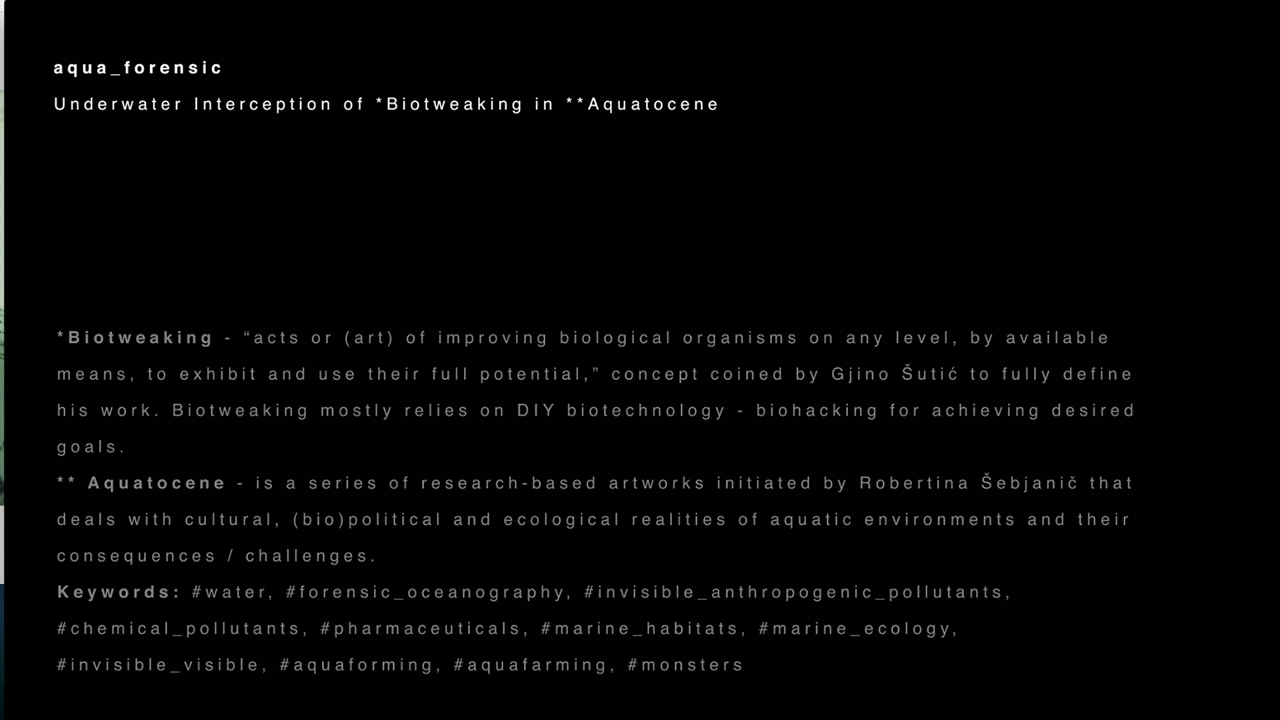 aqua_forensic
Underwater Interception of *Biotweaking in **Aquatocene
*Biotweaking - “acts or (art) of improving biological organisms on any level, by available
means, to exhibit and use their full potential,” concept coined by Gjino Šutić to fully define
his work. Biotweaking mostly relies on DIY biotechnology - biohacking for achieving desired
goals.
** Aquatocene - is a series of research-based artworks initiated by Robertina Šebjanič that
deals with cultural, (bio)political and ecological realities of aquatic environments and their
consequences / challenges.
Keywords: #water, #forensic_oceanography, #invisible_anthropogenic_pollutants,
#chemical_pollutants, #pharmaceuticals, #marine_habitats, #marine_ecology,
#invisible_visible, #aquaforming, #aquafarming, #monsters